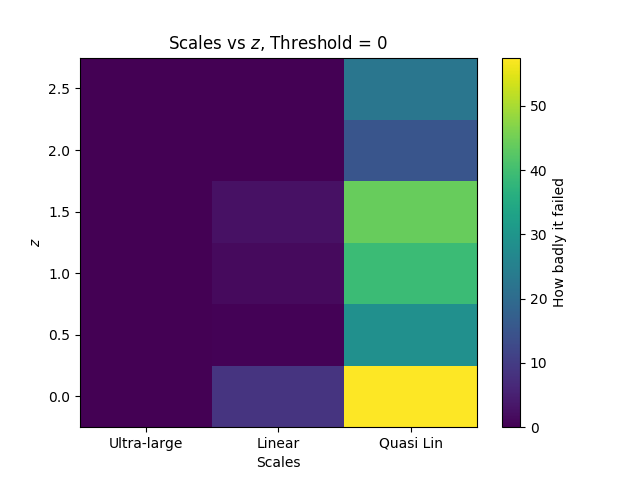 Scales vs z, Threshold = 0
2.5
2.0
1.5
1.0
0.5
0.0
z
Ultra-large Linear Quasi Lin
Scales
50
40
30
20
10
0
How badly it failed